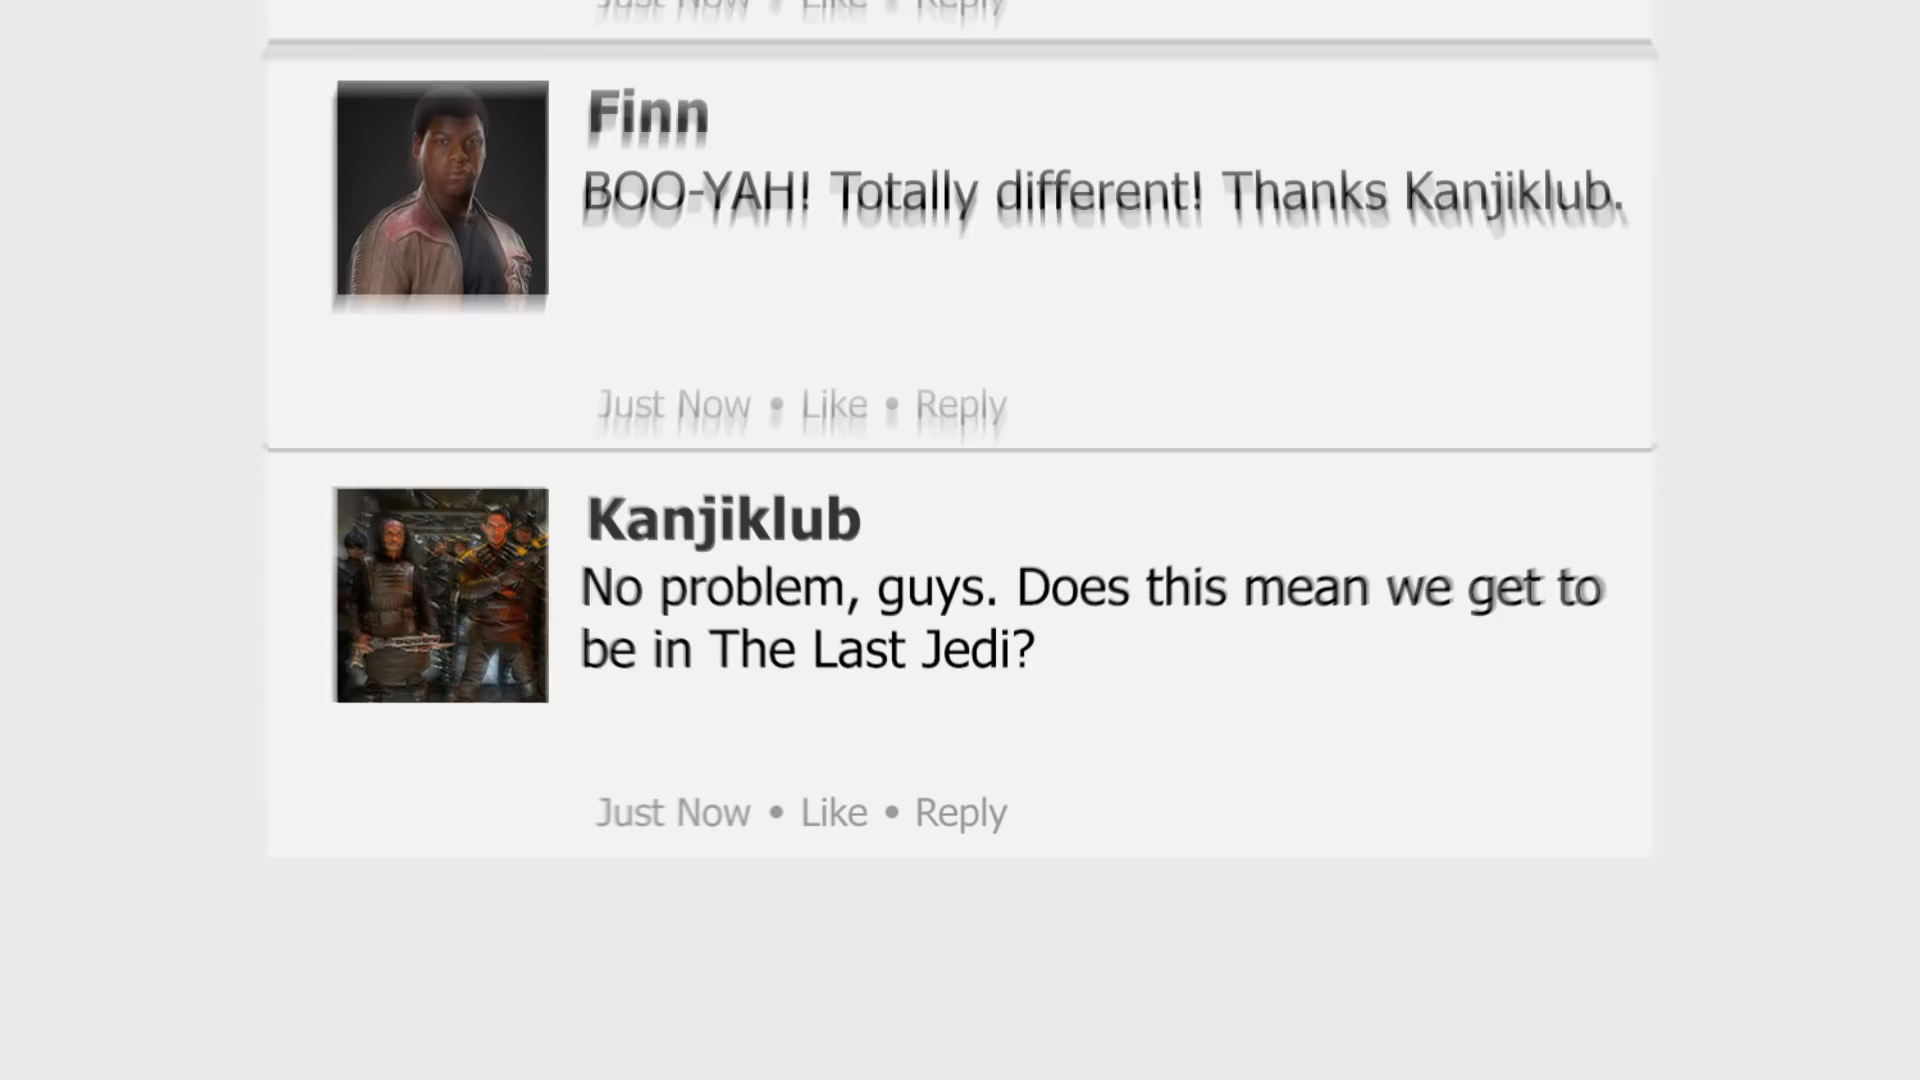 Just Now • Like • Reply
Finn
BOO-YAH! Totally different! Thanks Kanjiklub.
Just Now • Like • Reply
Kanjiklub
No problem, guys. Does this mean we get to
be in The Last Jedi?
Just Now • Like • Reply